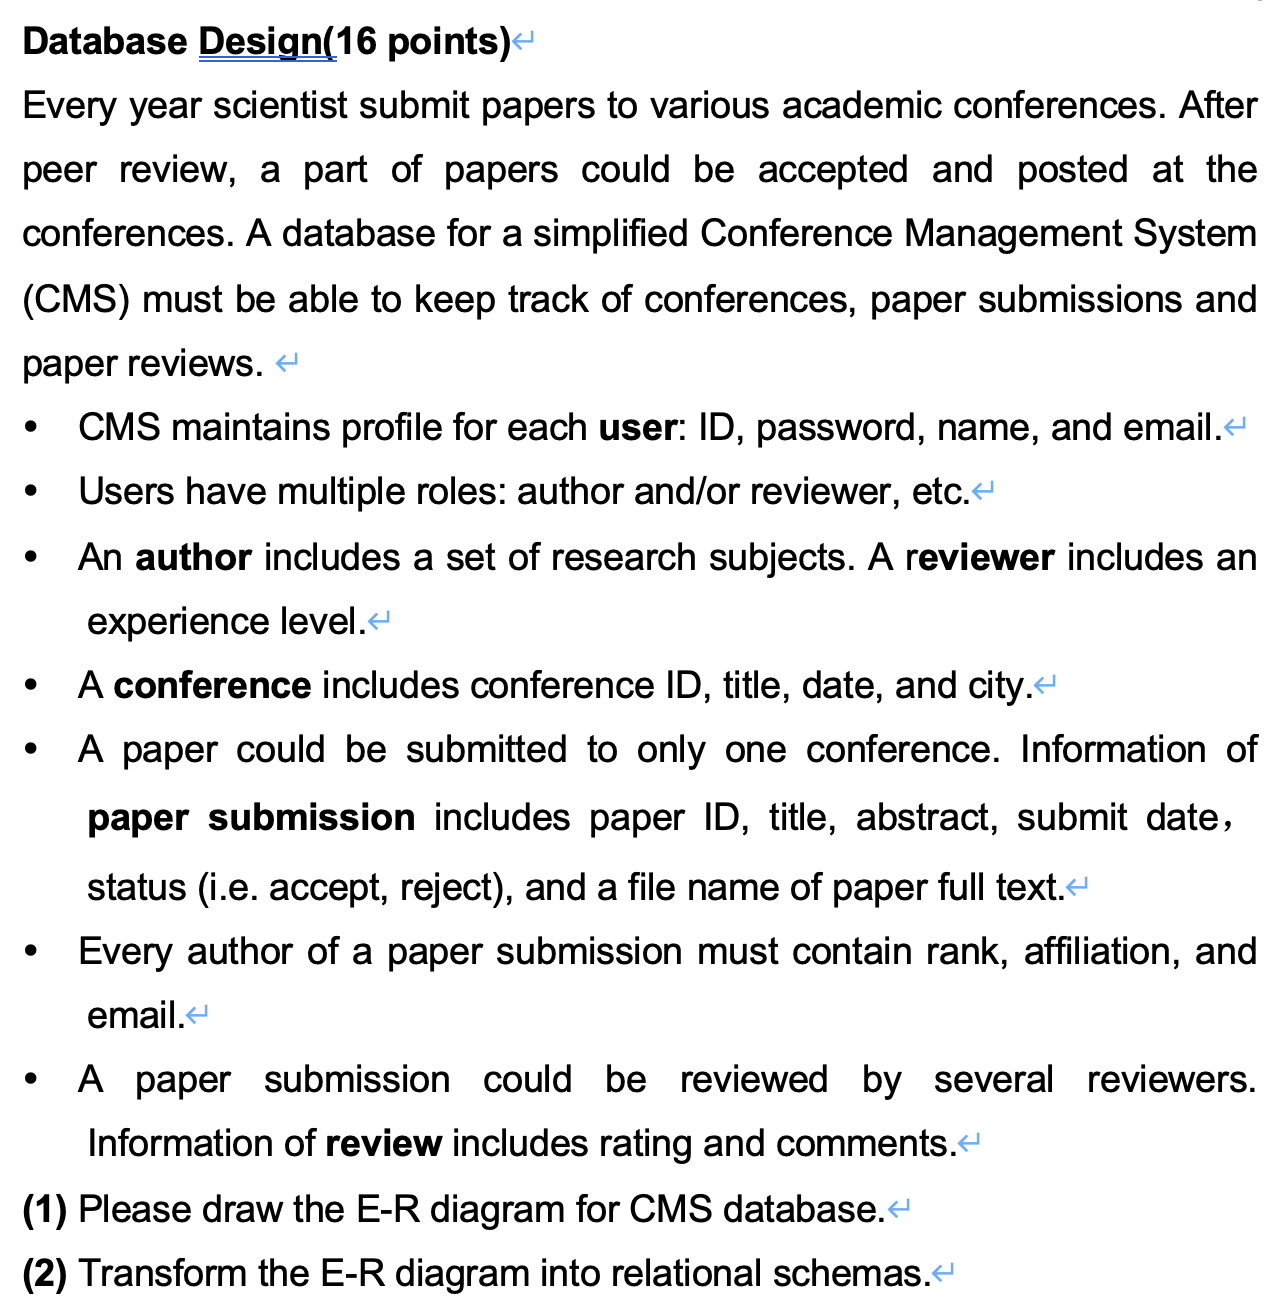 Database Design(16 points)↵
Every year scientist submit papers to various academic conferences. After
peer review, a part of papers could be accepted and posted at the
conferences. A database for a simplified Conference Management System
(CMS) must be able to keep track of conferences, paper submissions and
paper reviews. ↵
• CMS maintains profile for each user: ID, password, name, and email.↵
• Users have multiple roles: author and/or reviewer, etc.↵
• An author includes a set of research subjects. A reviewer includes an
experience level.↵
• A conference includes conference ID, title, date, and city.↵
• A paper could be submitted to only one conference. Information of
paper submission includes paper ID, title, abstract, submit date，
status (i.e. accept, reject), and a file name of paper full text.↵
• Every author of a paper submission must contain rank, affiliation, and
email.↵
• A paper submission could be reviewed by several reviewers.
Information of review includes rating and comments.↵
(1) Please draw the E-R diagram for CMS database.↵
(2) Transform the E-R diagram into relational schemas.↵